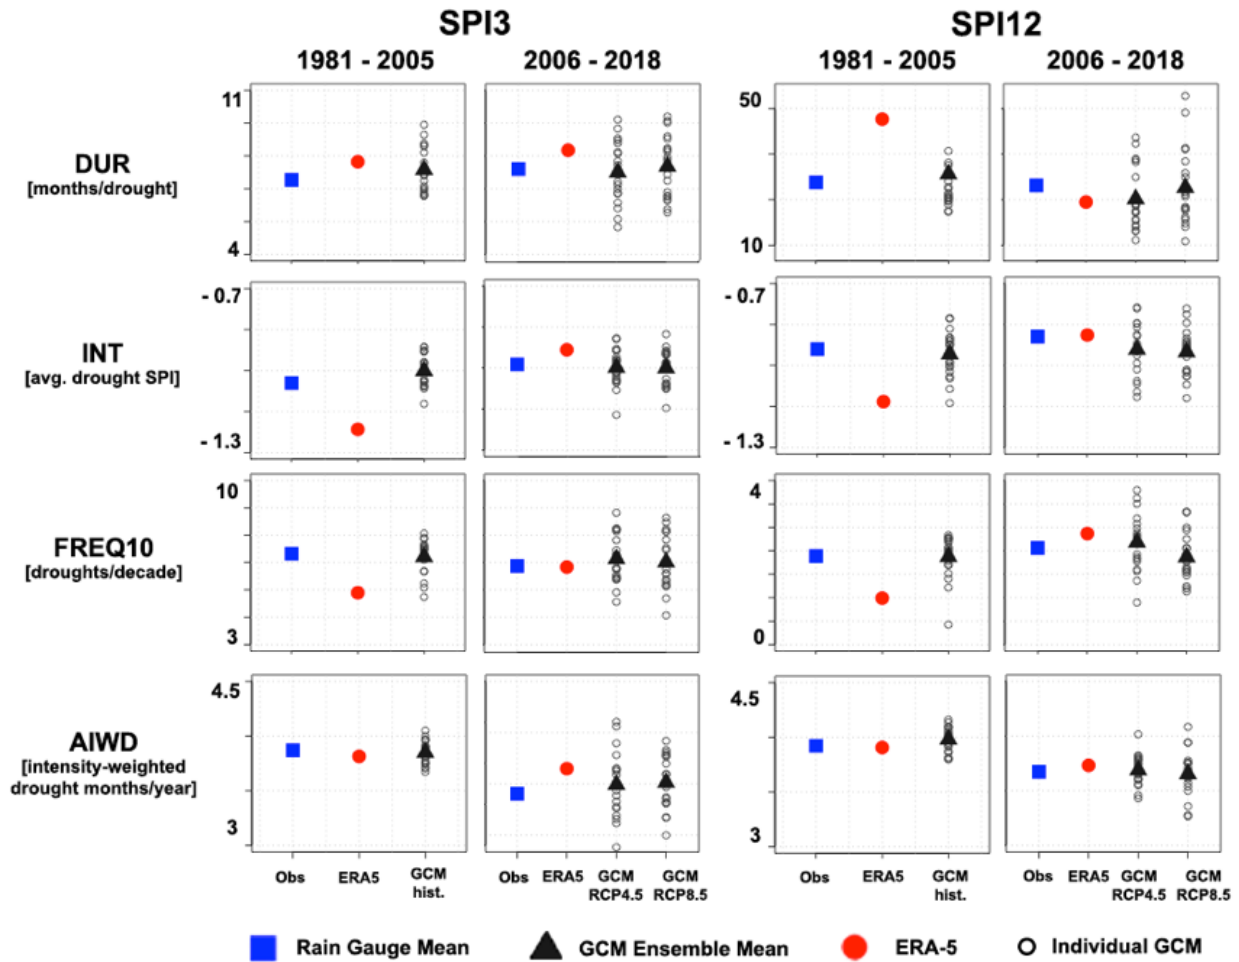 SPI3 SPI12
1981 - 2005 2006 - 2018 1981 - 2005 2006 - 2018
11 50
DUR
[months/drought]
4 10
- 0.7 - 0.7
INT
[avg. drought SPI]
- 1.3 - 1.3
10 4
FREQ10
[droughts/decade]
3 0
4.5 4.5
AIWD
[intensity-weighted
drought months/year]
3 3
Obs ERA5 GCM Obs ERA5 GCM GCM Obs ERA5 GCM Obs ERA5 GCM GCM
hist. RCP4.5 RCP8.5 hist. RCP4.5 RCP8.5
Rain Gauge Mean GCM Ensemble Mean ERA-5 Individual GCM